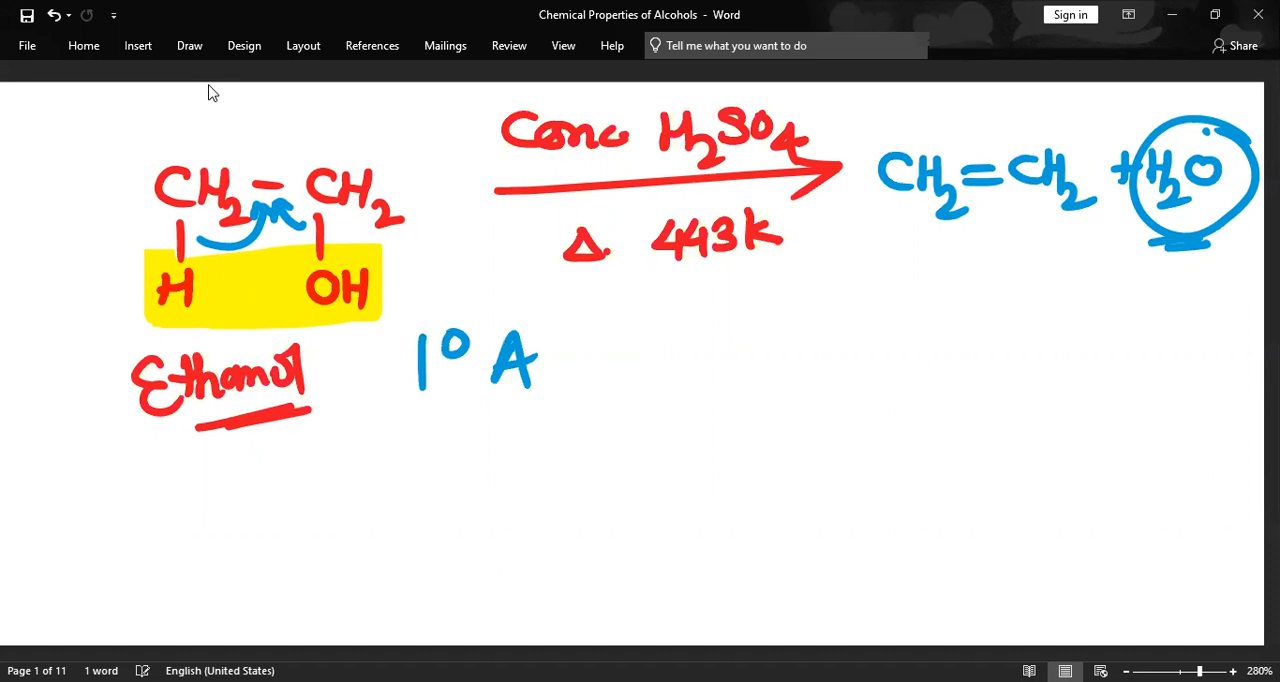 Chemical Properties of Alcohols - Word
Sign in
File Home Insert Draw Design Layout References Mailings Review View Help Tell me what you want to do Share
Conc H₂SO₄
CH₂ = CH₂
CH₂=CH₂ + H₂O
Δ 443k
H OH
Ethanol
1⁰ A
Page 1 of 11 1 word English (United States) 280%